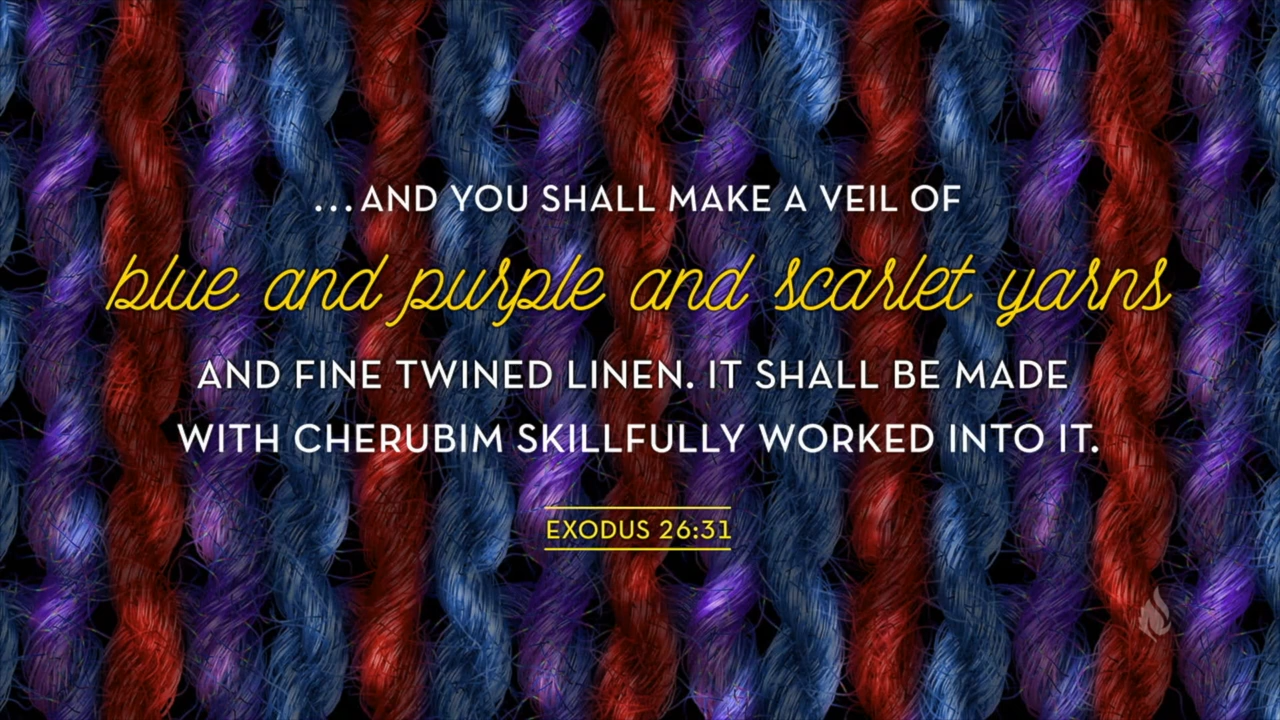 ...AND YOU SHALL MAKE A VEIL OF
blue and purple and scarlet yarns
AND FINE TWINED LINEN. IT SHALL BE MADE
WITH CHERUBIM SKILLFULLY WORKED INTO IT.
EXODUS 26:31